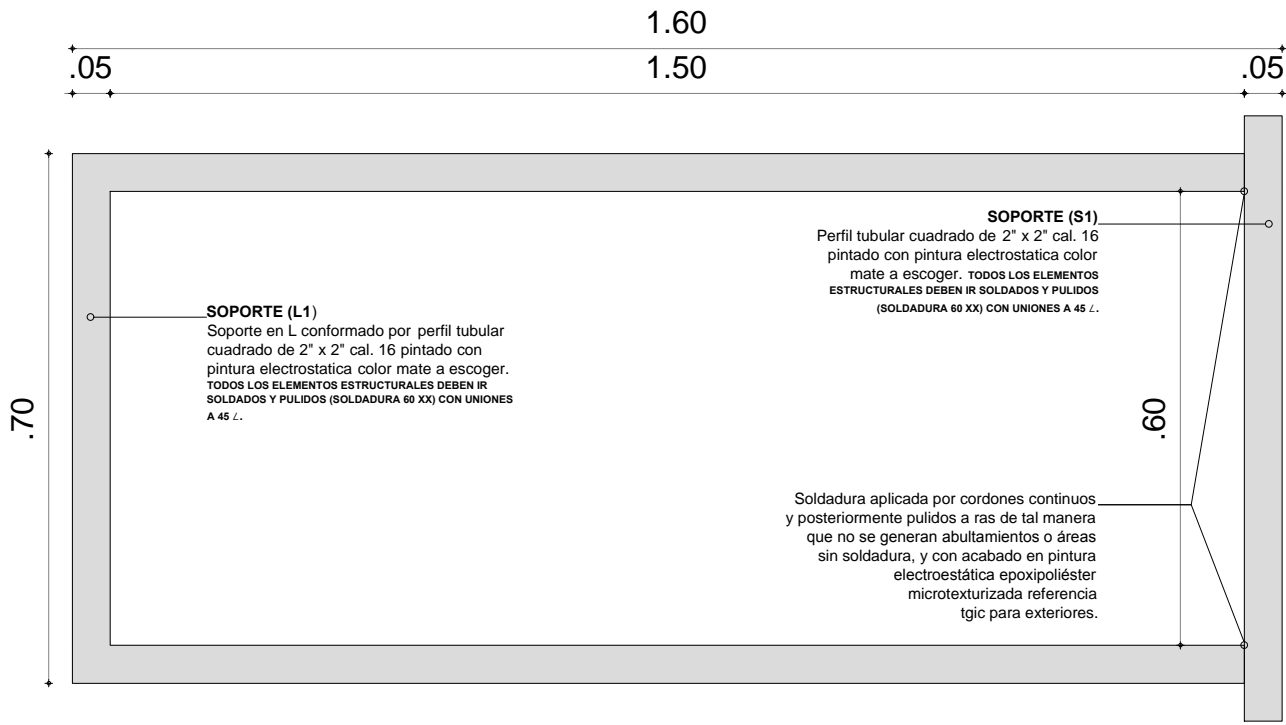 1.60
.05
1.50
.05
SOPORTE (S1)
Perfil tubular cuadrado de 2" x 2" cal. 16
pintado con pintura electrostatica color
mate a escoger. TODOS LOS ELEMENTOS
ESTRUCTURALES DEBEN IR SOLDADOS Y PULIDOS
(SOLDADURA 60 XX) CON UNIONES A 45 ∠.
SOPORTE (L1)
Soporte en L conformado por perfil tubular
cuadrado de 2" x 2" cal. 16 pintado con
pintura electrostatica color mate a escoger.
TODOS LOS ELEMENTOS ESTRUCTURALES DEBEN IR
SOLDADOS Y PULIDOS (SOLDADURA 60 XX) CON UNIONES
A 45 ∠.
.70
.60
Soldadura aplicada por cordones continuos
y posteriormente pulidos a ras de tal manera
que no se generan abultamientos o áreas
sin soldadura, y con acabado en pintura
electroestática epoxipoliéster
microtexturizada referencia
tgic para exteriores.